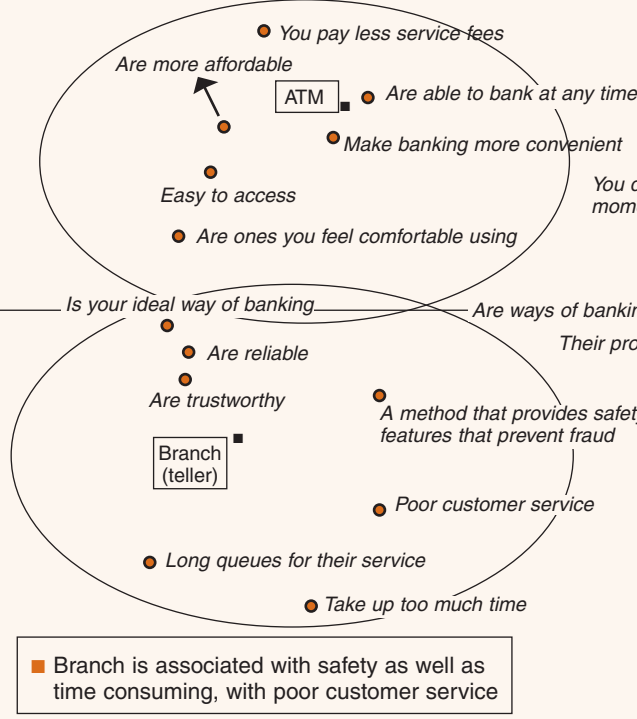 You pay less service fees
Are more affordable
ATM
Are able to bank at any time
Make banking more convenient
Easy to access
You
Are ones you feel comfortable using
Is your ideal way of banking
Are ways of
Their
Are reliable
Are trustworthy
A method that provides safety
features that prevent fraud
Branch
(teller)
Poor customer service
Long queues for their service
Take up too much time
Branch is associated with safety as well as
time consuming, with poor customer service